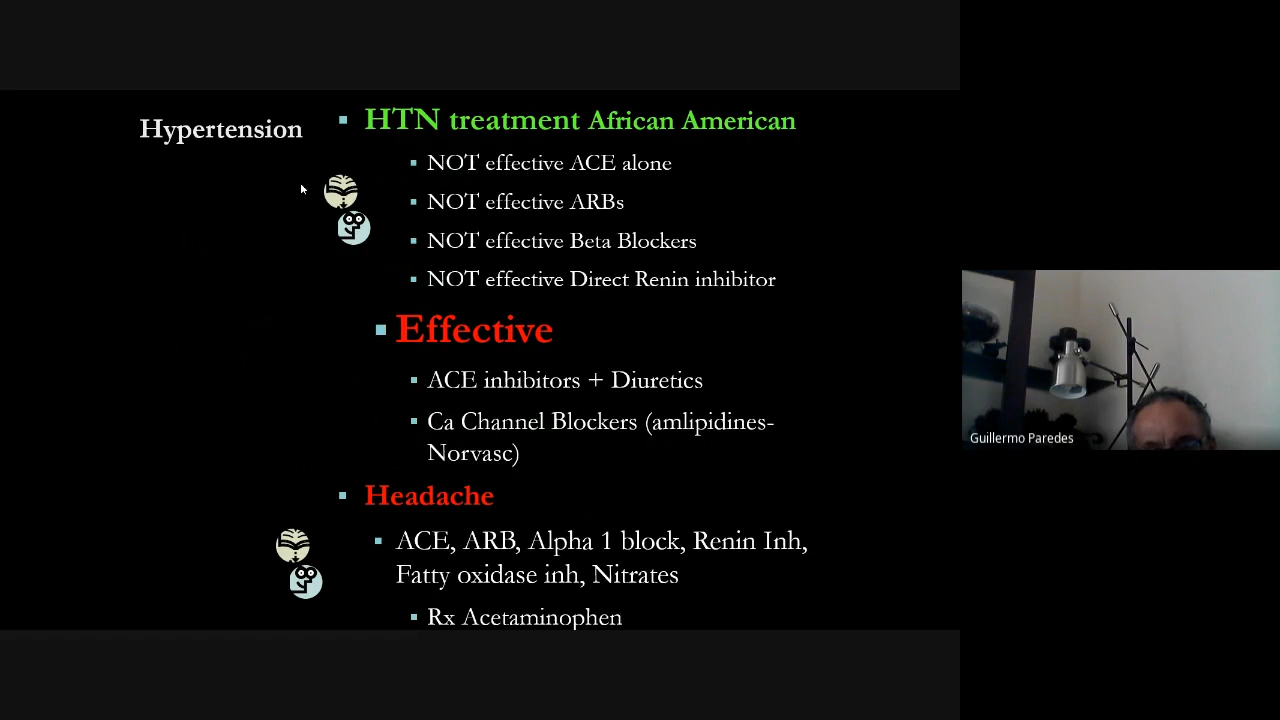 Hypertension
HTN treatment African American
NOT effective ACE alone
NOT effective ARBs
NOT effective Beta Blockers
NOT effective Direct Renin inhibitor
Effective
ACE inhibitors + Diuretics
Ca Channel Blockers (amlipidines-
Norvasc)
Headache
ACE, ARB, Alpha 1 block, Renin Inh,
Fatty oxidase inh, Nitrates
Rx Acetaminophen
Guillermo Paredes